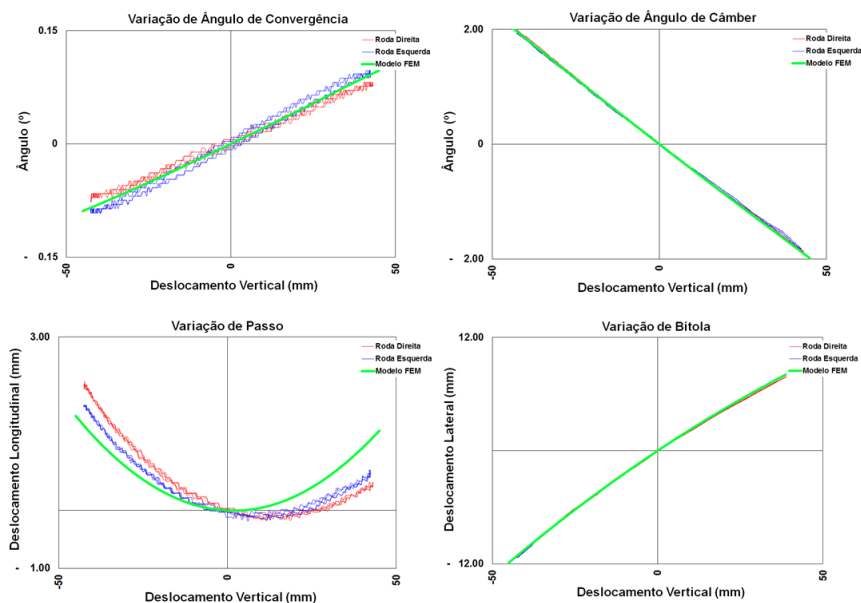 Variação de Ângulo de Convergência
0.15
Roda Direita
Roda Esquerda
Modelo FEM
Ângulo (º)
0
- 0.15
-50
0
50
Deslocamento Vertical (mm)
Variação de Ângulo de Câmber
2.00
Roda Direita
Roda Esquerda
Modelo FEM
Ângulo (º)
0
- 2.00
-50
0
50
Deslocamento Vertical (mm)
Variação de Passo
3.00
Roda Direita
Roda Esquerda
Modelo FEM
Deslocamento Longitudinal (mm)
- 1.00
-50
0
50
Deslocamento Vertical (mm)
Variação de Bitola
12.00
Roda Direita
Roda Esquerda
Modelo FEM
Deslocamento Lateral (mm)
- 12.00
-50
0
50
Deslocamento Vertical (mm)